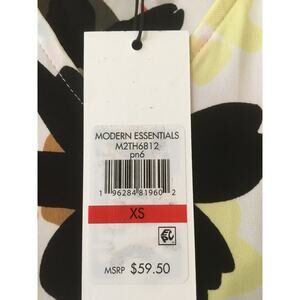 MODERN ESSENTIALS
M2TH6812
pn6
1 96284 81960 2
XS
MSRP $59.50